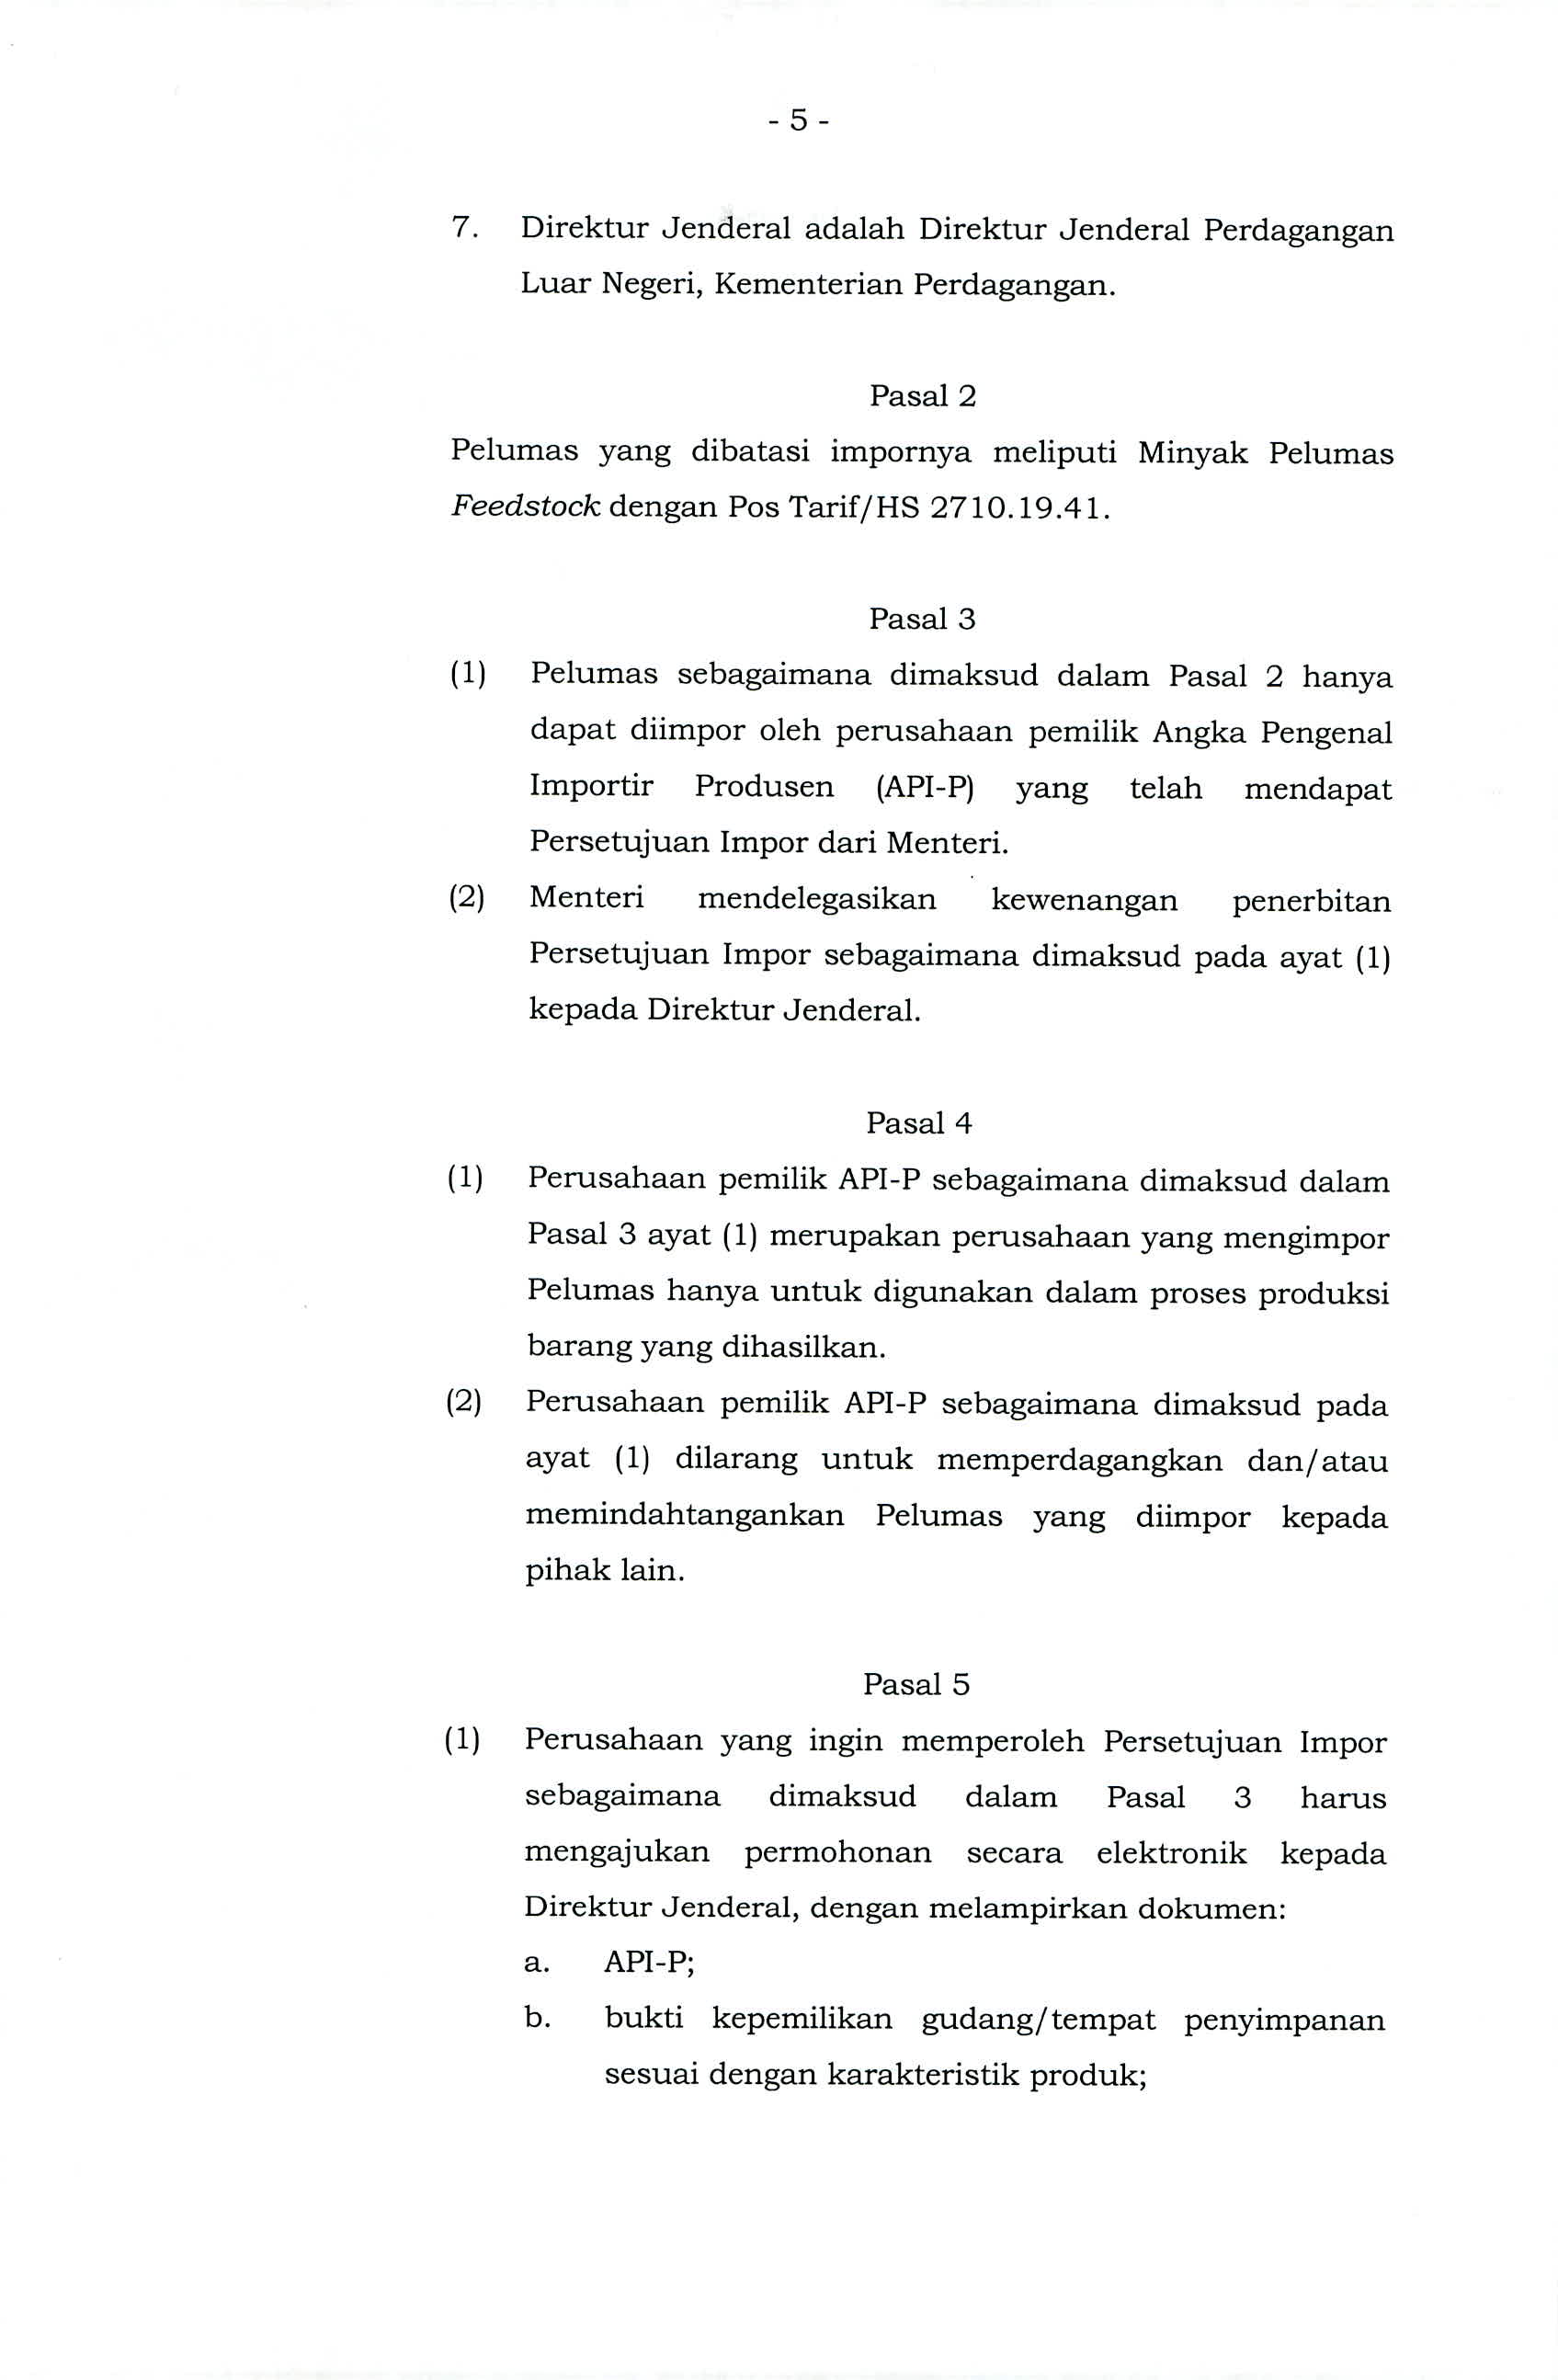 - 5 -
7. Direktur Jenderal adalah Direktur Jenderal Perdagangan
Luar Negeri, Kementerian Perdagangan.
Pasal 2
Pelumas yang dibatasi impornya meliputi Minyak Pelumas
Feedstock dengan Pos Tarif/HS 2710.19.41.
Pasal 3
(1) Pelumas sebagaimana dimaksud dalam Pasal 2 hanya
dapat diimpor oleh perusahaan pemilik Angka Pengenal
Importir Produsen (API-P) yang telah mendapat
Persetujuan Impor dari Menteri.
(2) Menteri mendelegasikan kewenangan penerbitan
Persetujuan Impor sebagaimana dimaksud pada ayat (1)
kepada Direktur Jenderal.
Pasal 4
(1) Perusahaan pemilik API-P sebagaimana dimaksud dalam
Pasal 3 ayat (1) merupakan perusahaan yang mengimpor
Pelumas hanya untuk digunakan dalam proses produksi
barang yang dihasilkan.
(2) Perusahaan pemilik API-P sebagaimana dimaksud pada
ayat (1) dilarang untuk memperdagangkan dan/atau
memindahtangankan Pelumas yang diimpor kepada
pihak lain.
Pasal 5
(1) Perusahaan yang ingin memperoleh Persetujuan Impor
sebagaimana dimaksud dalam Pasal 3 harus
mengajukan permohonan secara elektronik kepada
Direktur Jenderal, dengan melampirkan dokumen:
a. API-P;
b. bukti kepemilikan gudang/tempat penyimpanan
sesuai dengan karakteristik produk;